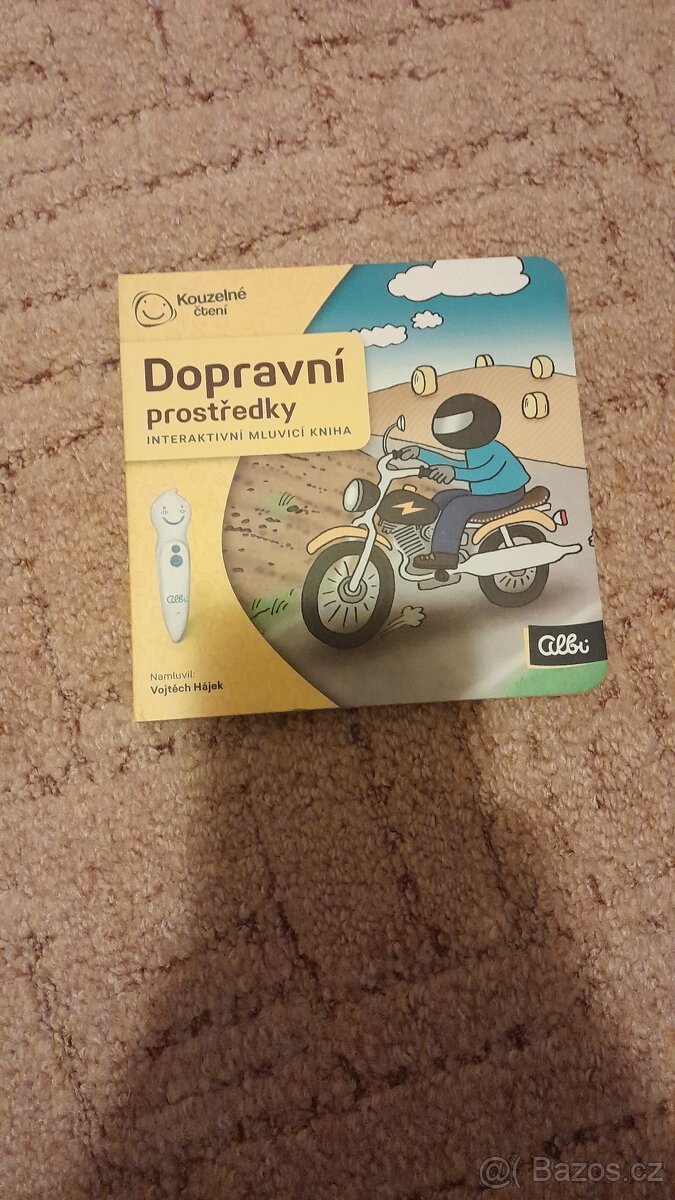 Kouzelné
čtení
Dopravní
prostředky
INTERAKTIVNÍ MLUVICÍ KNIHA
albi
Namluvil:
Vojtěch Hájek
albi
@( Bazos.cz